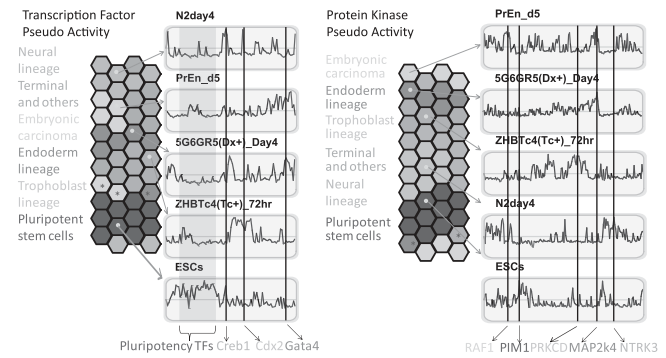 Transcription Factor
Pseudo Activity
Neural
lineage
Terminal
and others
Embryonic
carcinoma
Endoderm
lineage
Trophoblast
lineage
Pluripotent
stem cells
N2day4
PrEn_d5
5G6GR5(Dx+)_Day4
ZHBTc4(Tc+)_72hr
ESCs
Pluripotency TFs Creb1 Cdx2 Gata4
Protein Kinase
Pseudo Activity
Embryonic
carcinoma
Endoderm
lineage
Trophoblast
lineage
Terminal
and others
Neural
lineage
Pluripotent
stem cells
PrEn_d5
5G6GR5(Dx+)_Day4
ZHBTc4(Tc+)_72hr
N2day4
ESCs
RAF1 PIM1 PRKCD MAP2k4 NTRK3